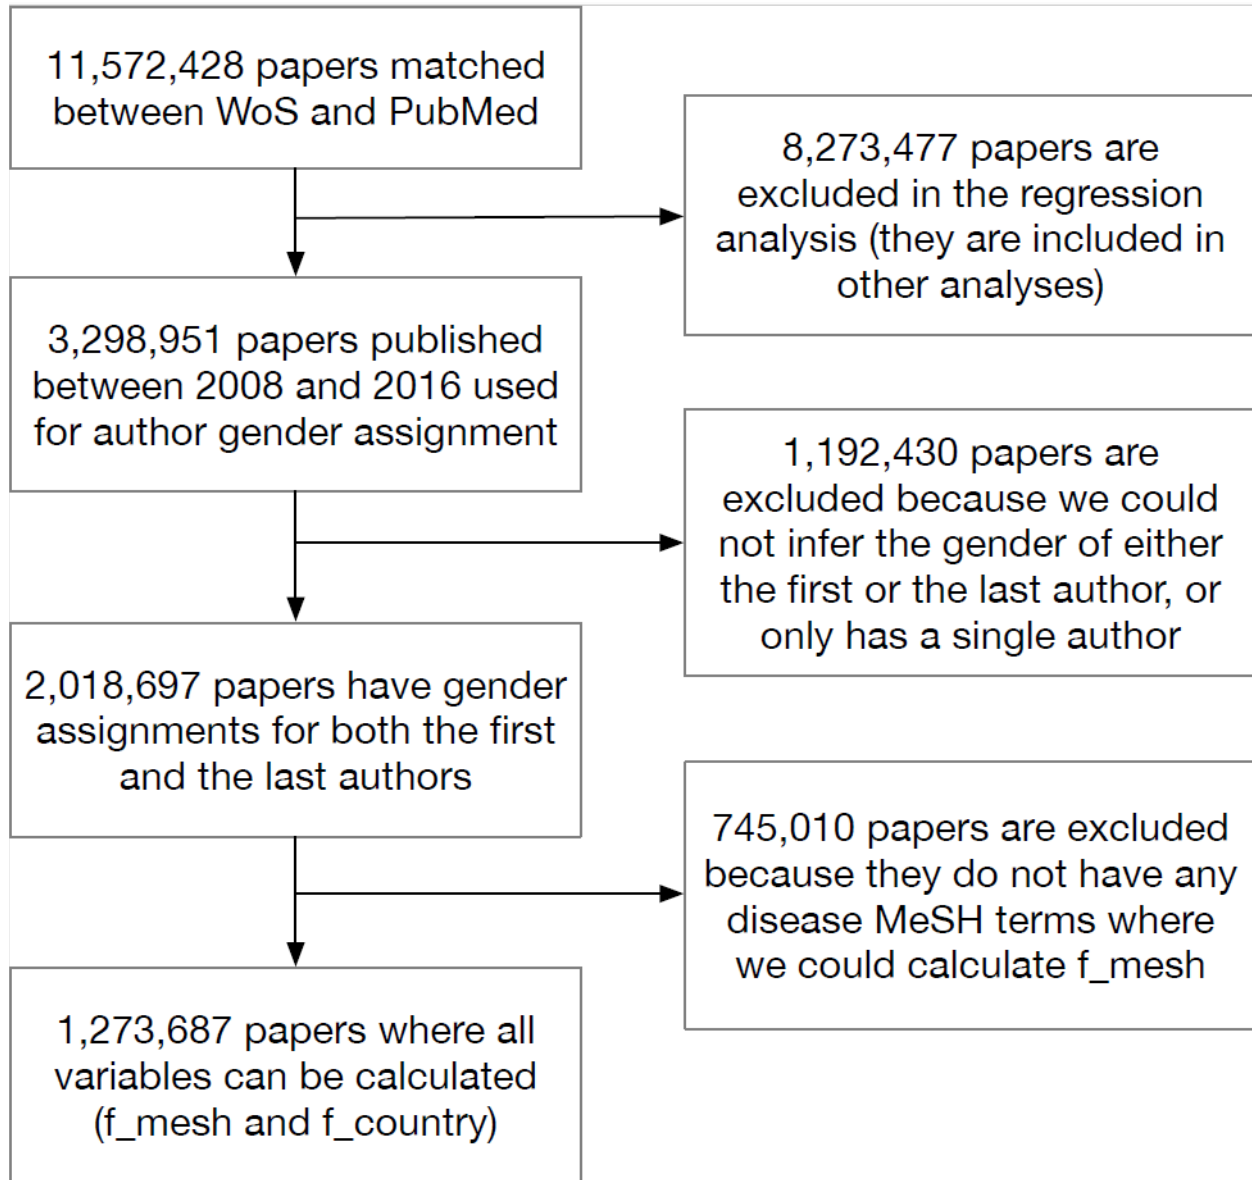 11,572,428 papers matched
between WoS and PubMed
8,273,477 papers are
excluded in the regression
analysis (they are included in
other analyses)
3,298,951 papers published
between 2008 and 2016 used
for author gender assignment
1,192,430 papers are
excluded because we could
not infer the gender of either
the first or the last author, or
only has a single author
2,018,697 papers have gender
assignments for both the first
and the last authors
745,010 papers are excluded
because they do not have any
disease MeSH terms where
we could calculate f_mesh
1,273,687 papers where all
variables can be calculated
(f_mesh and f_country)